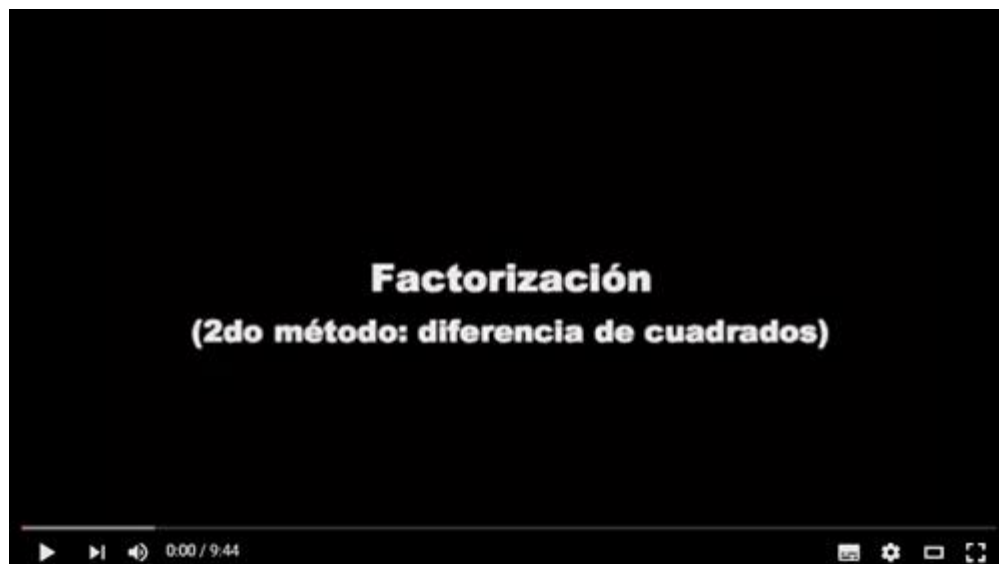 Factorización
(2do método: diferencia de cuadrados)
0:00 / 9:44